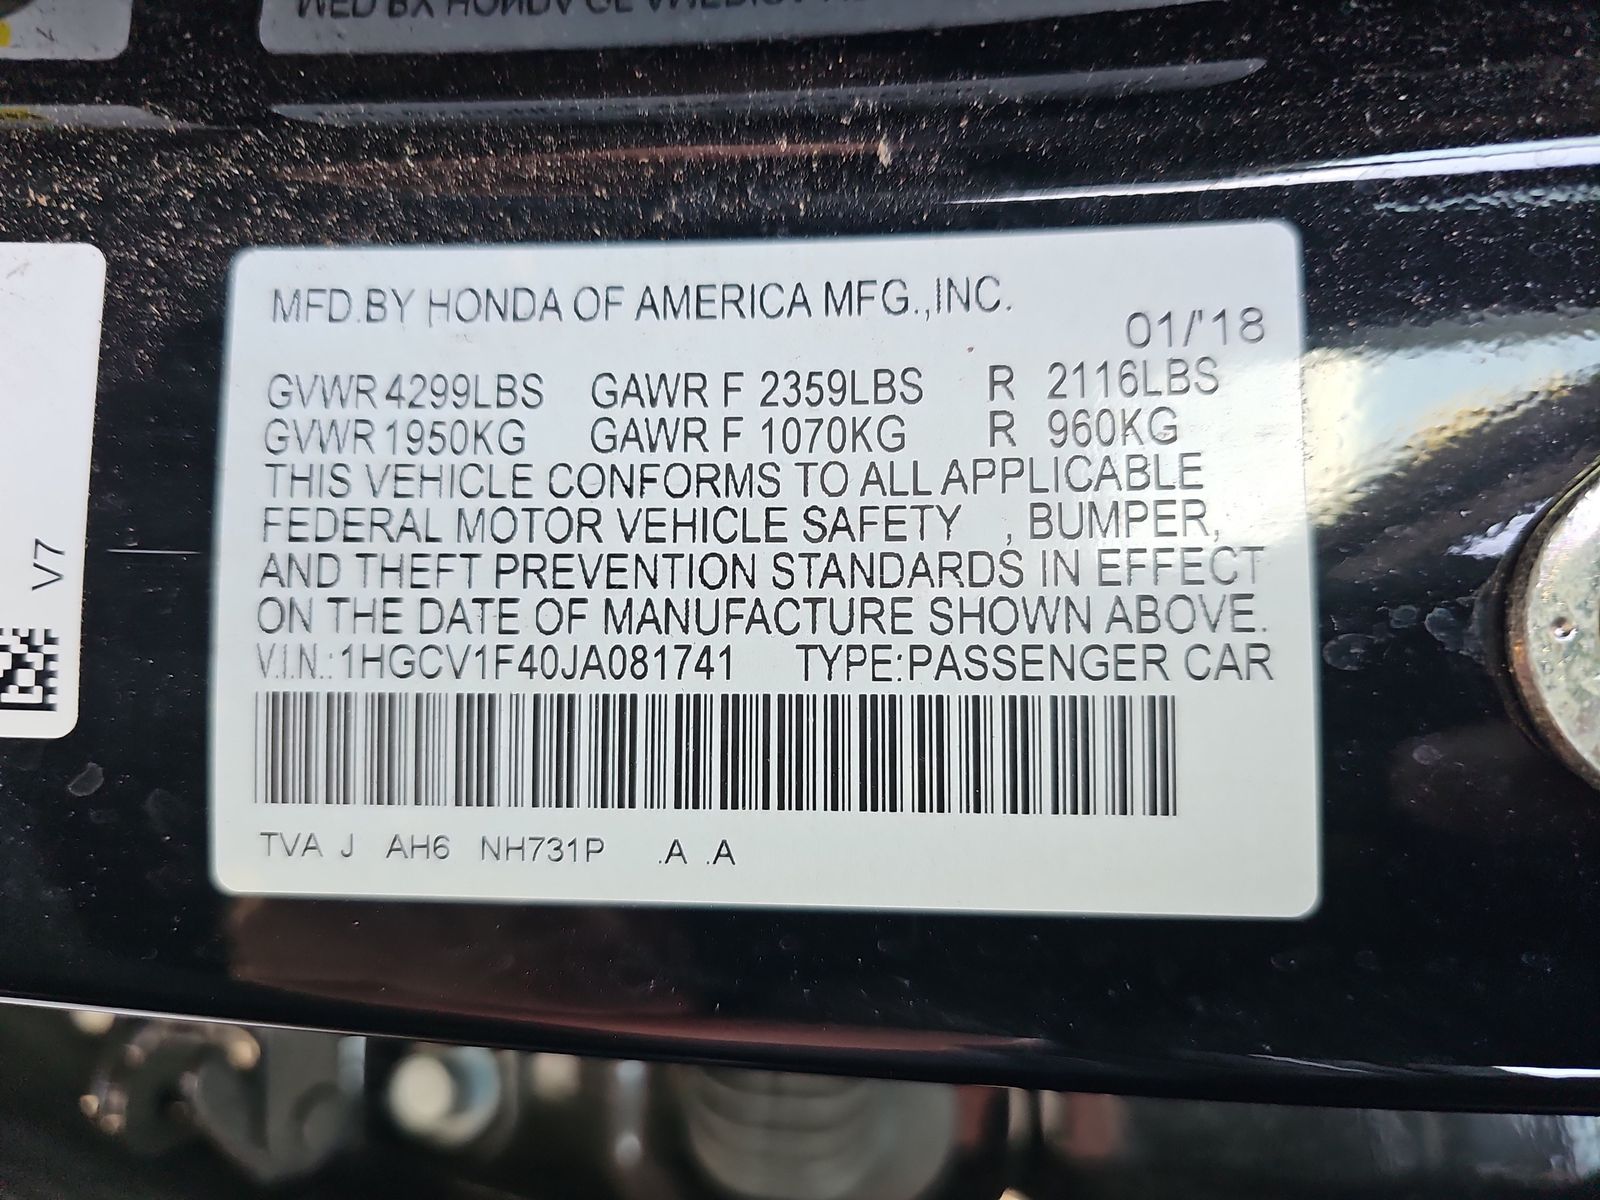 MFD.BY HONDA OF AMERICA MFG.,INC.
01/'18
GVWR 4299LBS GAWR F 2359LBS R 2116LBS
GVWR 1950KG GAWR F 1070KG R 960KG
THIS VEHICLE CONFORMS TO ALL APPLICABLE
FEDERAL MOTOR VEHICLE SAFETY , BUMPER,
AND THEFT PREVENTION STANDARDS IN EFFECT
ON THE DATE OF MANUFACTURE SHOWN ABOVE.
V.I.N.:1HGCV1F40JA081741 TYPE:PASSENGER CAR
TVA J AH6 NH731P .A .A
V7